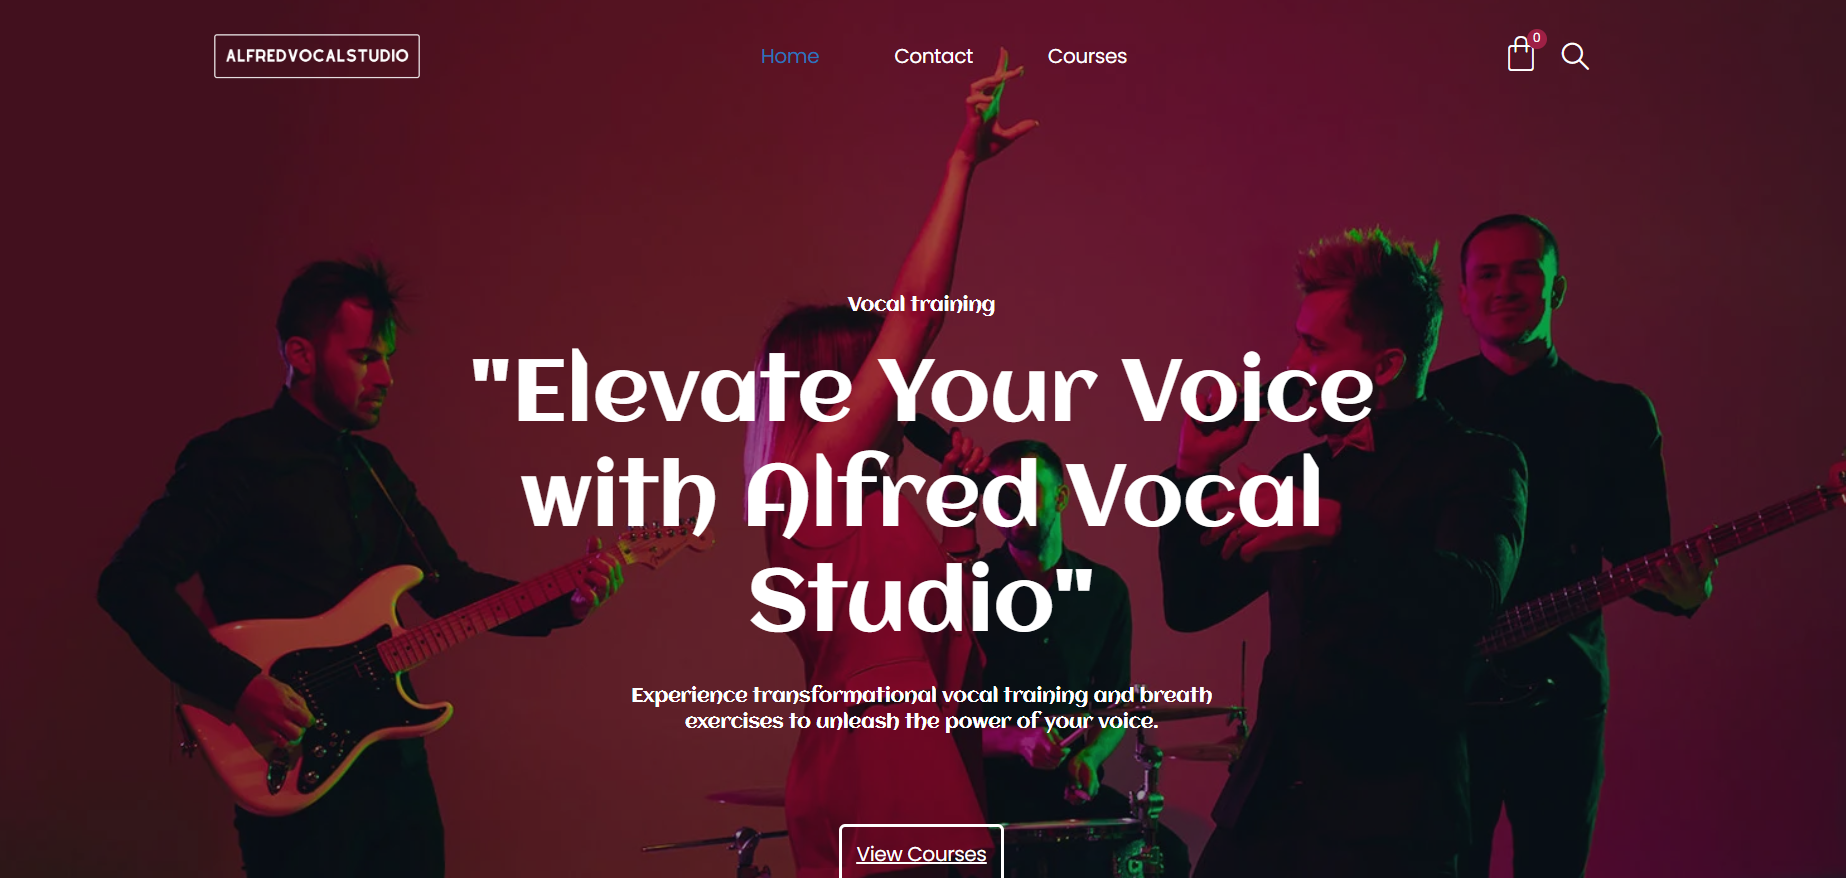 ALFREDVOCALSTUDIO
Home
Contact
Courses
0
Vocal training
"Elevate Your Voice
with Alfred Vocal
Studio"
Experience transformational vocal training and breath
exercises to unleash the power of your voice.
View Courses